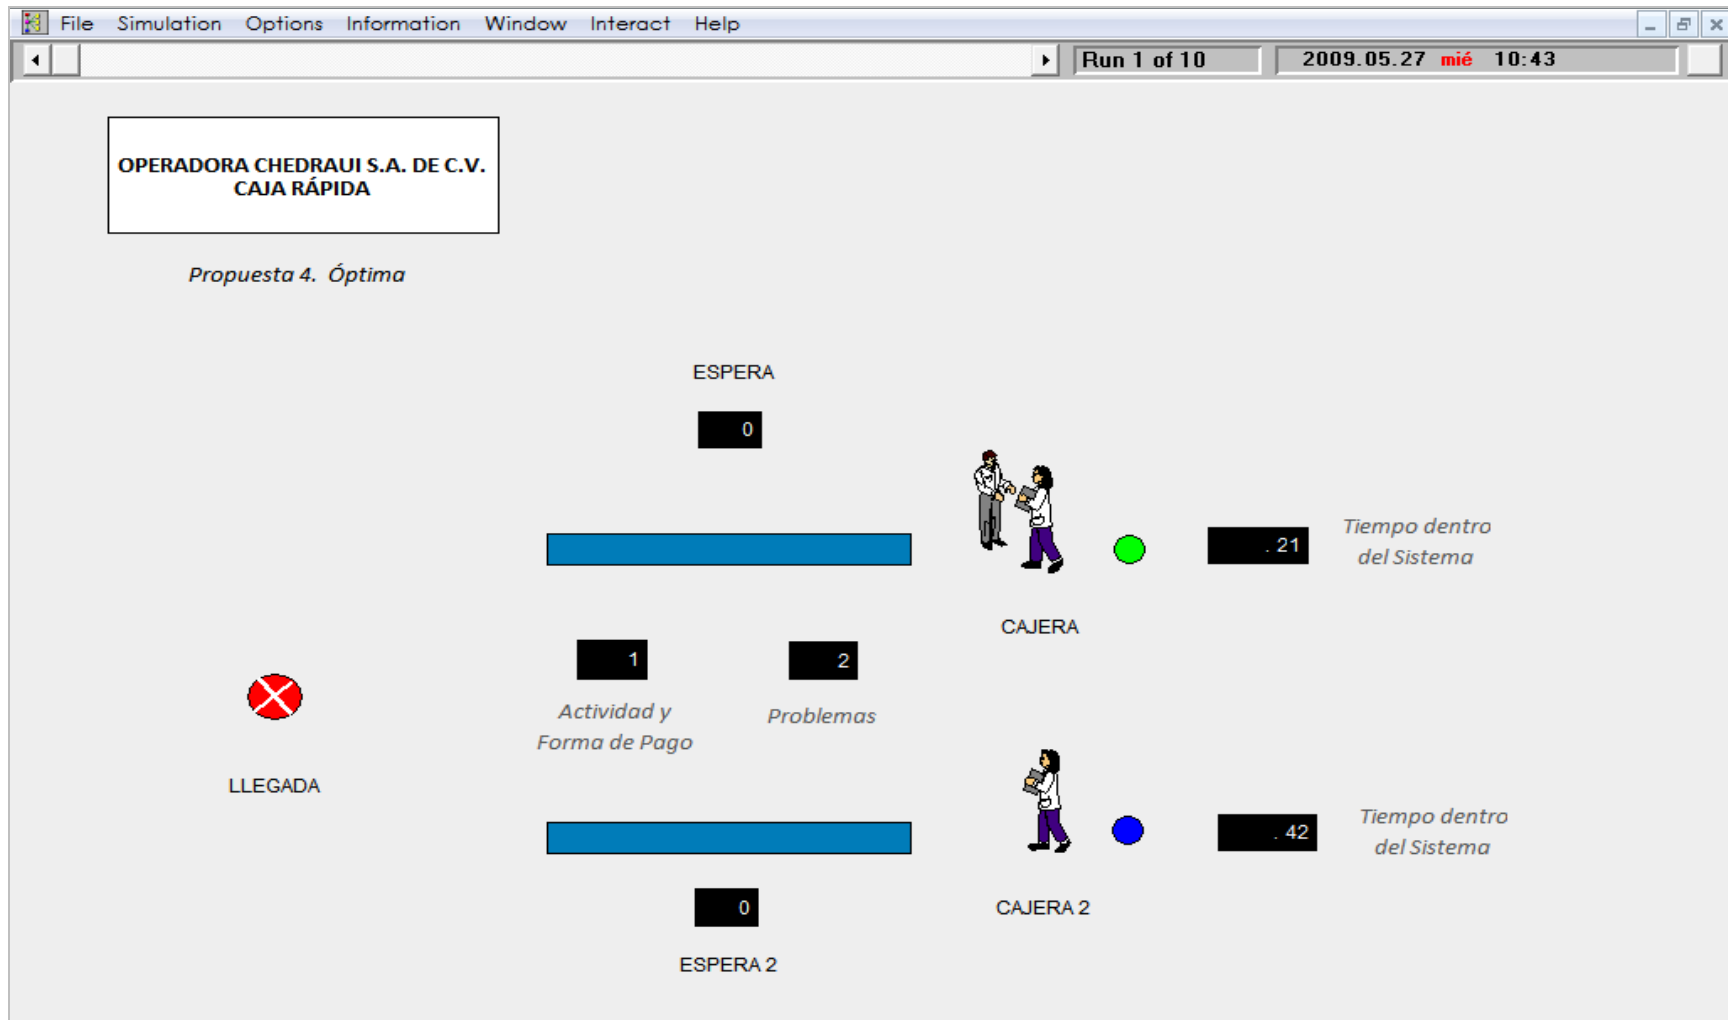 File Simulation Options Information Window Interact Help
Run 1 of 10 2009.05.27 mié 10:43
OPERADORA CHEDRAUI S.A. DE C.V.
CAJA RÁPIDA
Propuesta 4. Óptima
ESPERA
0
. 21
Tiempo dentro
del Sistema
CAJERA
1
2
Actividad y
Forma de Pago
Problemas
LLEGADA
. 42
Tiempo dentro
del Sistema
0
CAJERA 2
ESPERA 2